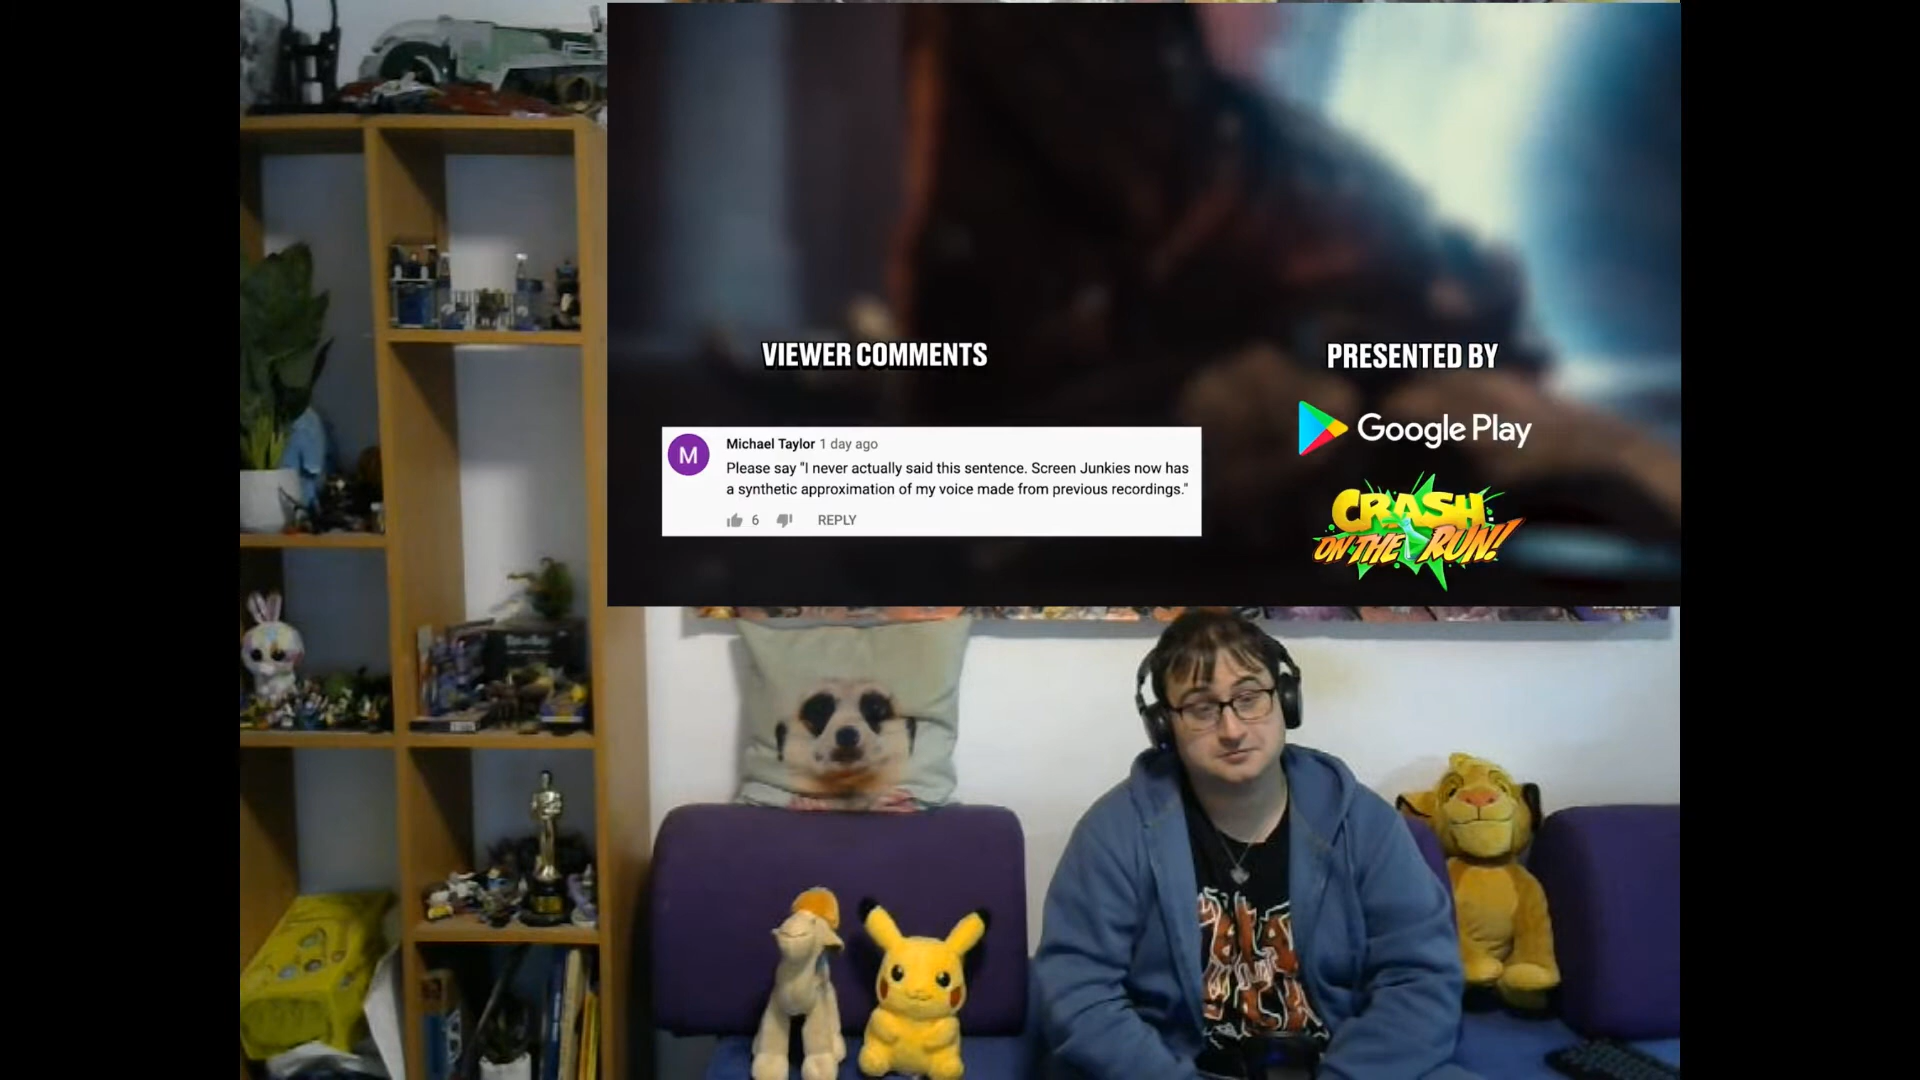 VIEWER COMMENTS
PRESENTED BY
Google Play
CRASH
ON THE RUN!
M
Michael Taylor 1 day ago
Please say "I never actually said this sentence. Screen Junkies now has
a synthetic approximation of my voice made from previous recordings."
6
REPLY